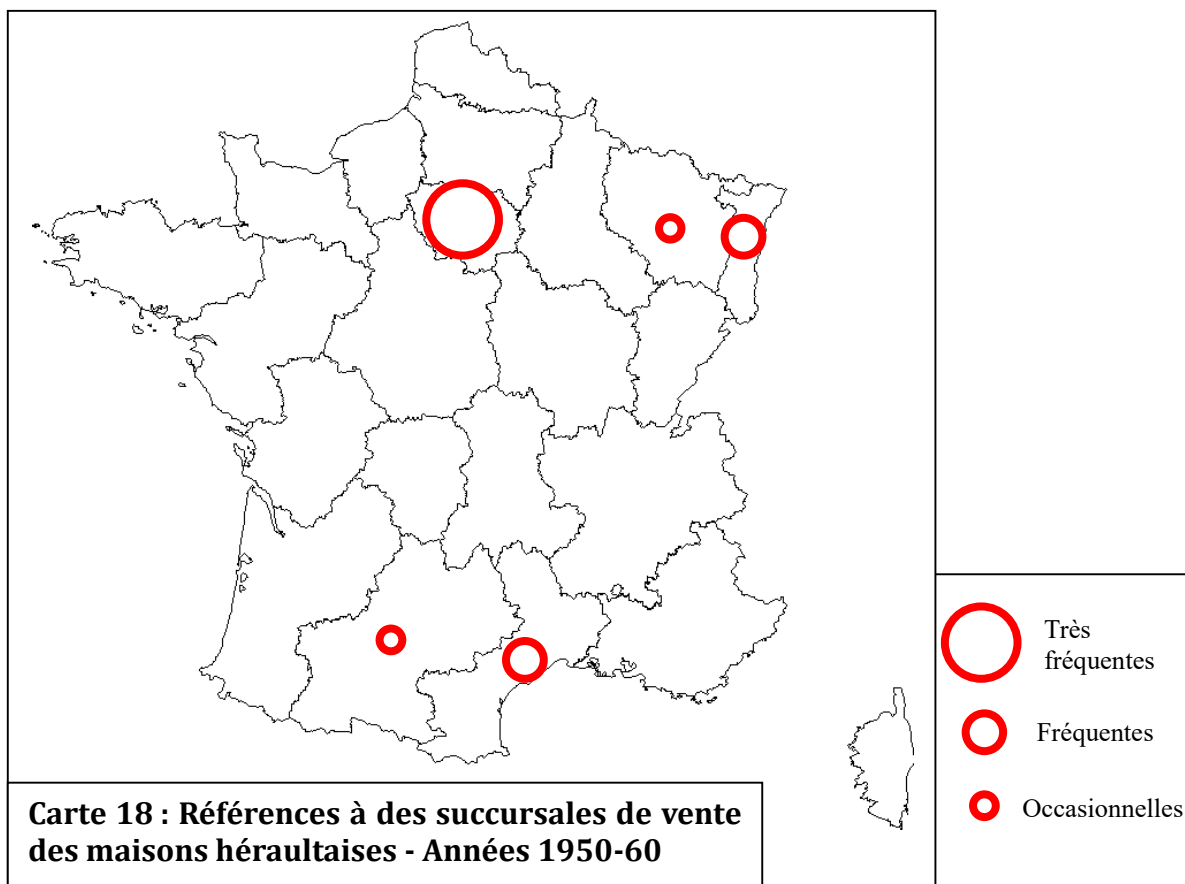 Très
fréquentes
Fréquentes
Occasionnelles
Carte 18 : Références à des succursales de vente
des maisons héraultaises - Années 1950-60